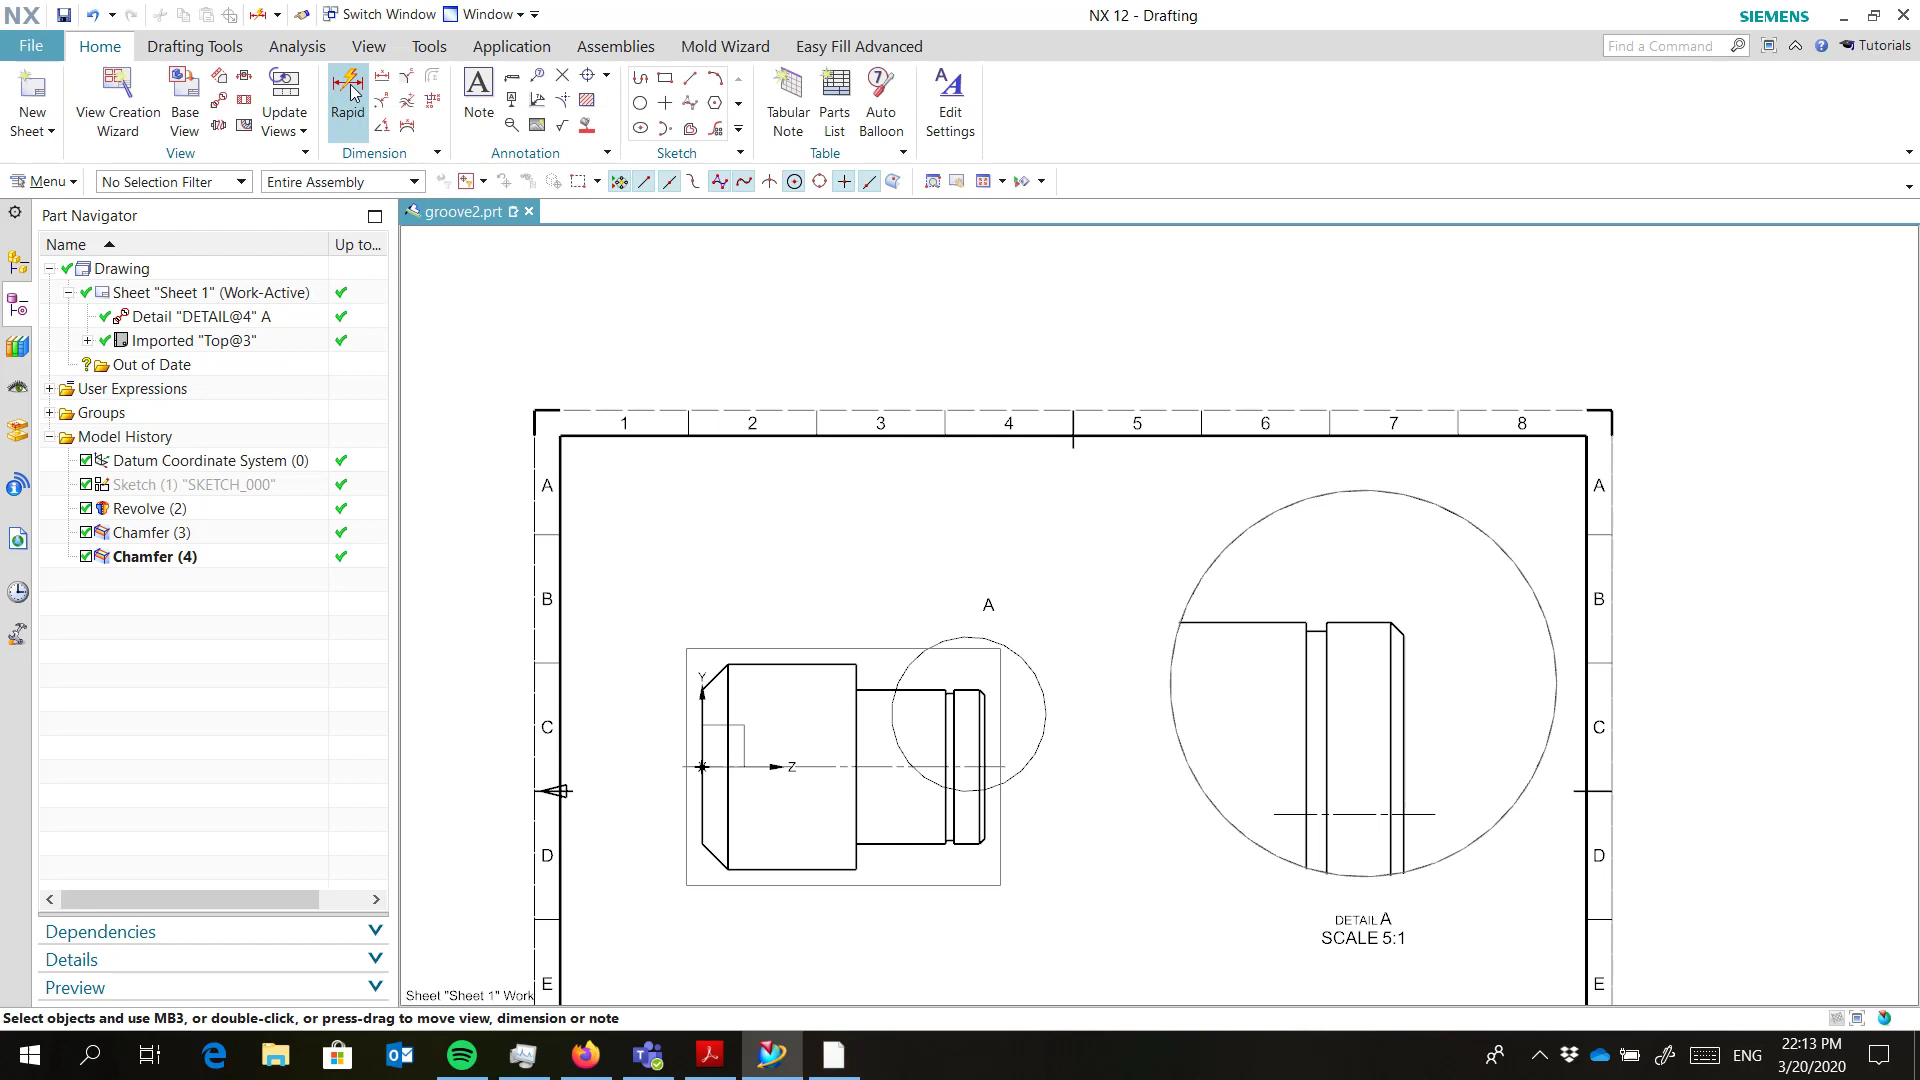 NX
Switch Window
Window
NX 12 - Drafting
SIEMENS
File
Home
Drafting Tools
Analysis
View
Tools
Application
Assemblies
Mold Wizard
Easy Fill Advanced
Find a Command
Tutorials
New
Sheet
View Creation
Wizard
Base
View
Update
Views
View
Rapid
Dimension
A
Note
Annotation
Sketch
Tabular
Note
Parts
List
Auto
Balloon
Table
Edit
Settings
Menu
No Selection Filter
Entire Assembly
Part Navigator
groove2.prt
Name
Up to...
Drawing
Sheet "Sheet 1" (Work-Active)
Detail "DETAIL@4" A
Imported "Top@3"
Out of Date
User Expressions
Groups
Model History
Datum Coordinate System (0)
Sketch (1) "SKETCH_000"
Revolve (2)
Chamfer (3)
Chamfer (4)
Dependencies
Details
Preview
1 2 3 4 5 6 7 8
A A
B B
A
C C
Y
Z
D D
DETAIL A
SCALE 5:1
E E
Sheet "Sheet 1" Work
Select objects and use MB3, or double-click, or press-drag to move view, dimension or note
ENG
22:13 PM
3/20/2020